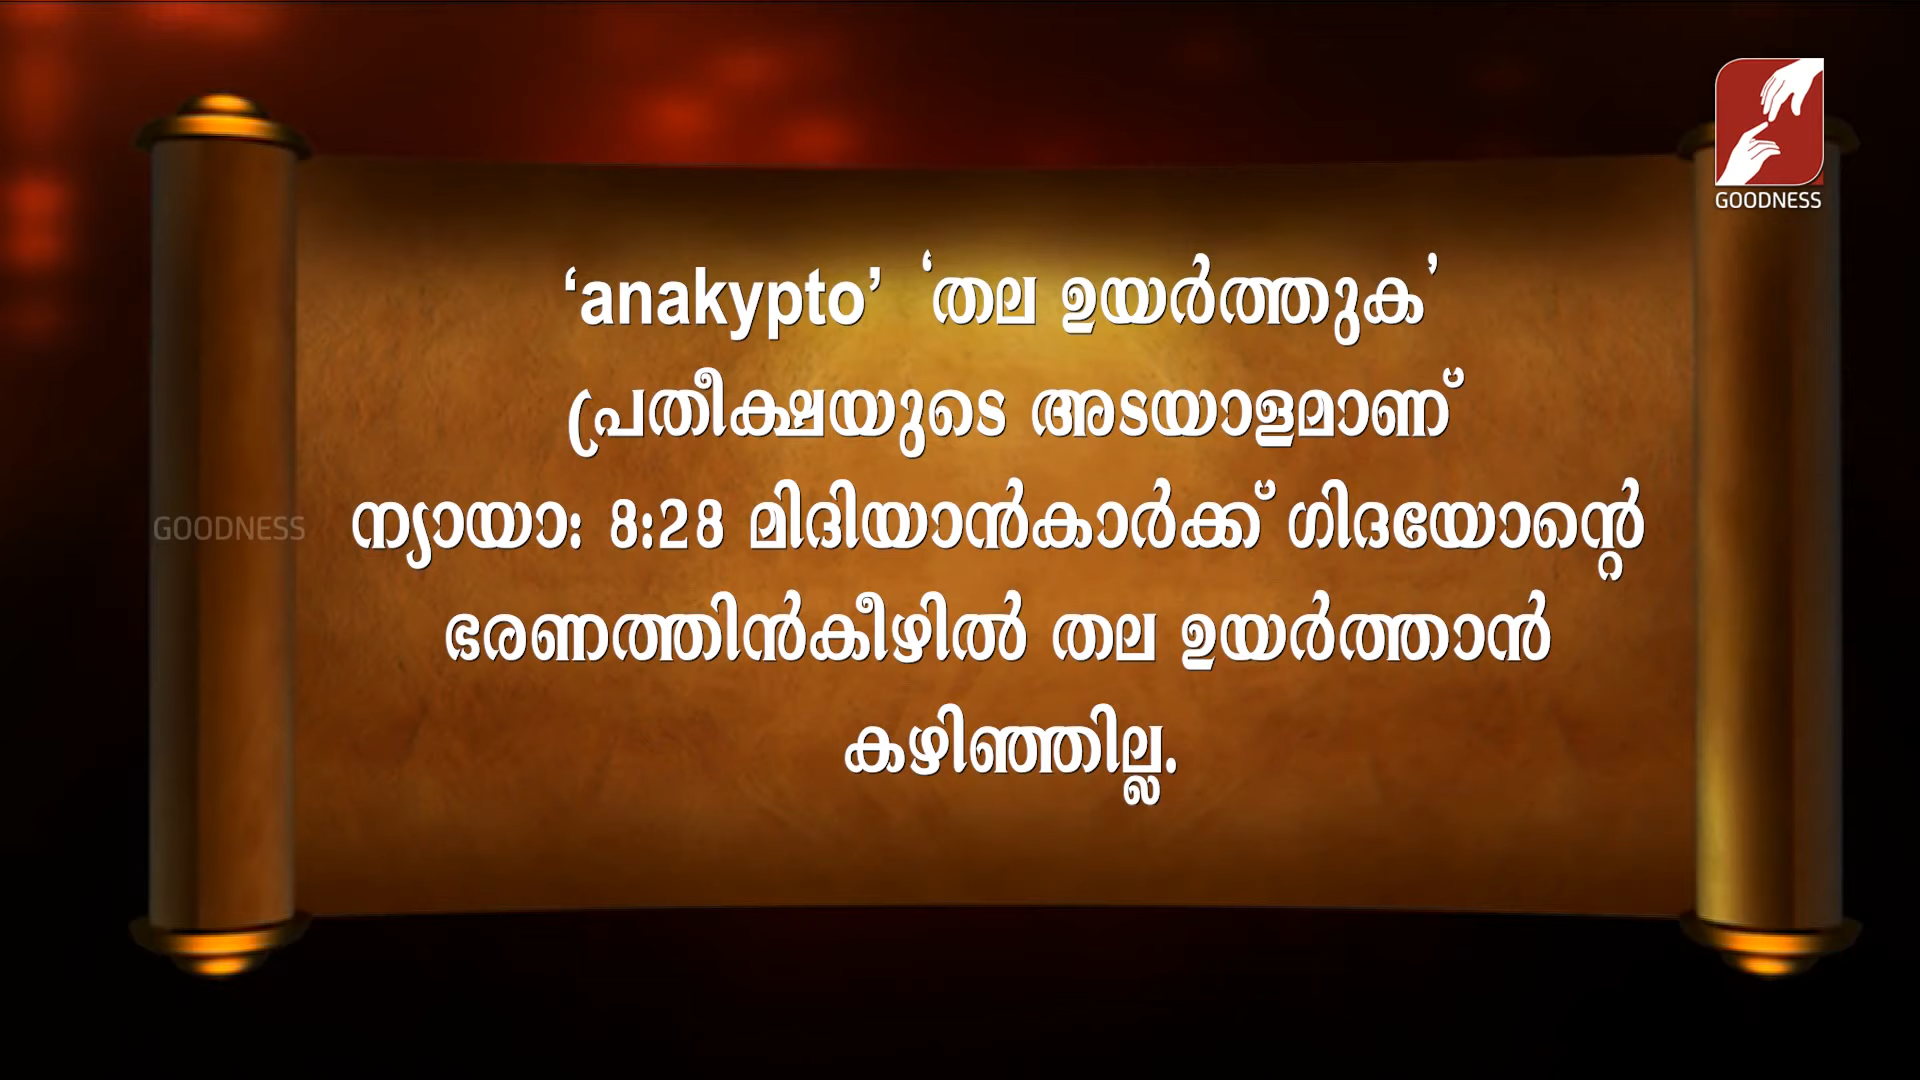 GOODNESS
‘anakypto’ ‘തല ഉയർത്തുക’
പ്രതീക്ഷയുടെ അടയാളമാണ്
ന്യായാ: 8:28 മിദിയാൻകാർക്ക് ഗിദയോന്റെ
GOODNESS
ഭരണത്തിൻകീഴിൽ തല ഉയർത്താൻ
കഴിഞ്ഞില്ല.